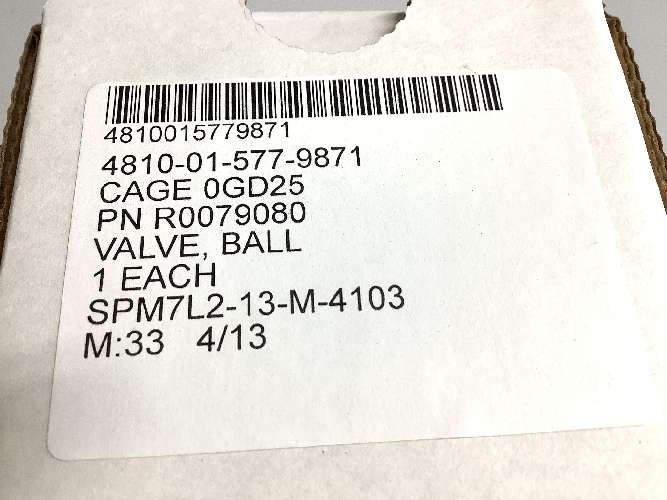 4810015779871
4810-01-577-9871
CAGE 0GD25
PN R0079080
VALVE, BALL
1 EACH
SPM7L2-13-M-4103
M:33 4/13